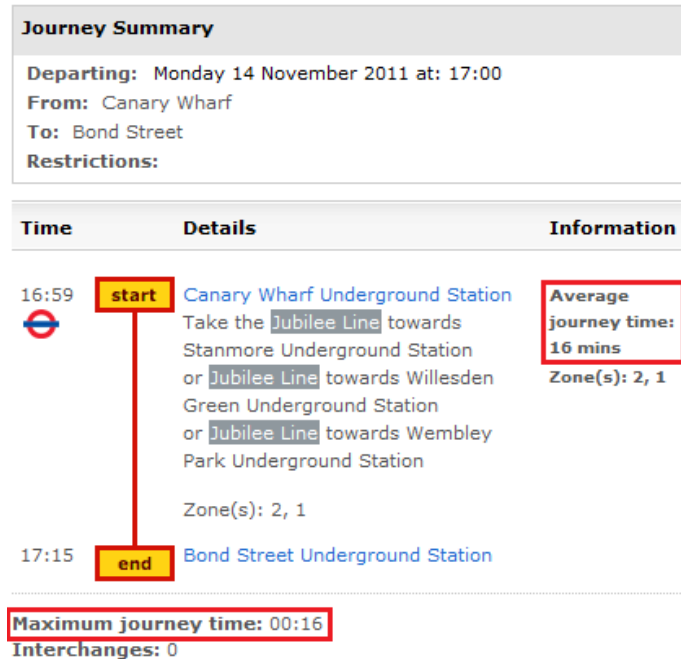 Journey Summary
Departing: Monday 14 November 2011 at: 17:00
From: Canary Wharf
To: Bond Street
Restrictions:
Time Details Information
16:59 start Canary Wharf Underground Station
Take the Jubilee Line towards
Stanmore Underground Station
or Jubilee Line towards Willesden
Green Underground Station
or Jubilee Line towards Wembley
Park Underground Station
Zone(s): 2, 1
Average
journey time:
16 mins
Zone(s): 2, 1
17:15 end Bond Street Underground Station
Maximum journey time: 00:16
Interchanges: 0